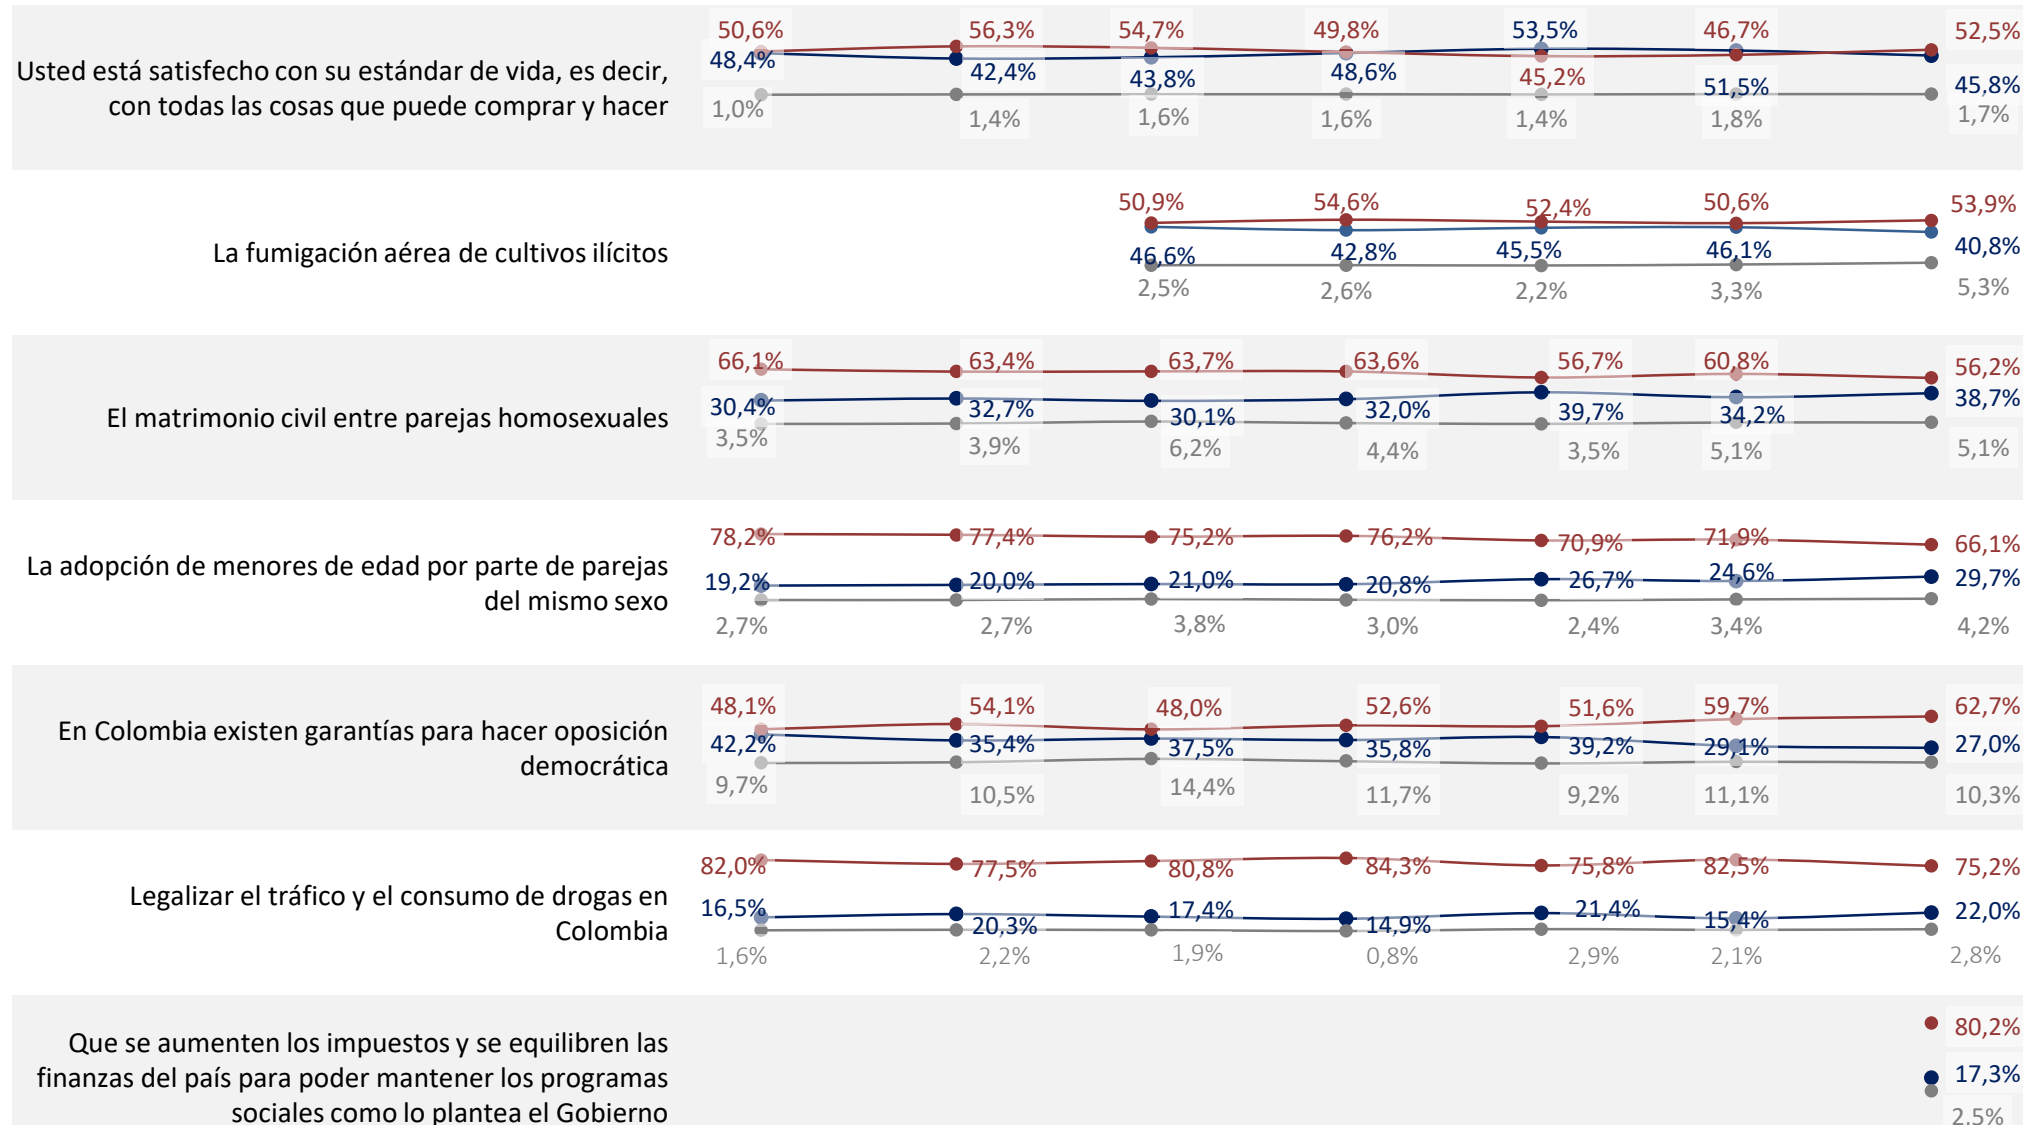 50,6% 56,3% 54,7% 49,8% 53,5% 46,7% 52,5%
Usted está satisfecho con su estándar de vida, es decir,
con todas las cosas que puede comprar y hacer
48,4% 42,4% 43,8% 48,6% 45,2% 51,5% 45,8%
1,0% 1,4% 1,6% 1,6% 1,4% 1,8% 1,7%
50,9% 54,6% 52,4% 50,6% 53,9%
La fumigación aérea de cultivos ilícitos
46,6% 42,8% 45,5% 46,1% 40,8%
2,5% 2,6% 2,2% 3,3% 5,3%
66,1% 63,4% 63,7% 63,6% 56,7% 60,8% 56,2%
El matrimonio civil entre parejas homosexuales
30,4% 32,7% 30,1% 32,0% 39,7% 34,2% 38,7%
3,5% 3,9% 6,2% 4,4% 3,5% 5,1% 5,1%
78,2% 77,4% 75,2% 76,2% 70,9% 71,9% 66,1%
La adopción de menores de edad por parte de parejas
del mismo sexo
19,2% 20,0% 21,0% 20,8% 26,7% 24,6% 29,7%
2,7% 2,7% 3,8% 3,0% 2,4% 3,4% 4,2%
48,1% 54,1% 48,0% 52,6% 51,6% 59,7% 62,7%
En Colombia existen garantías para hacer oposición
democrática
42,2% 35,4% 37,5% 35,8% 39,2% 29,1% 27,0%
9,7% 10,5% 14,4% 11,7% 9,2% 11,1% 10,3%
82,0% 77,5% 80,8% 84,3% 75,8% 82,5% 75,2%
Legalizar el tráfico y el consumo de drogas en
Colombia
16,5% 20,3% 17,4% 14,9% 21,4% 15,4% 22,0%
1,6% 2,2% 1,9% 0,8% 2,9% 2,1% 2,8%
80,2%
Que se aumenten los impuestos y se equilibren las
finanzas del país para poder mantener los programas
sociales como lo plantea el Gobierno
17,3%
2,5%